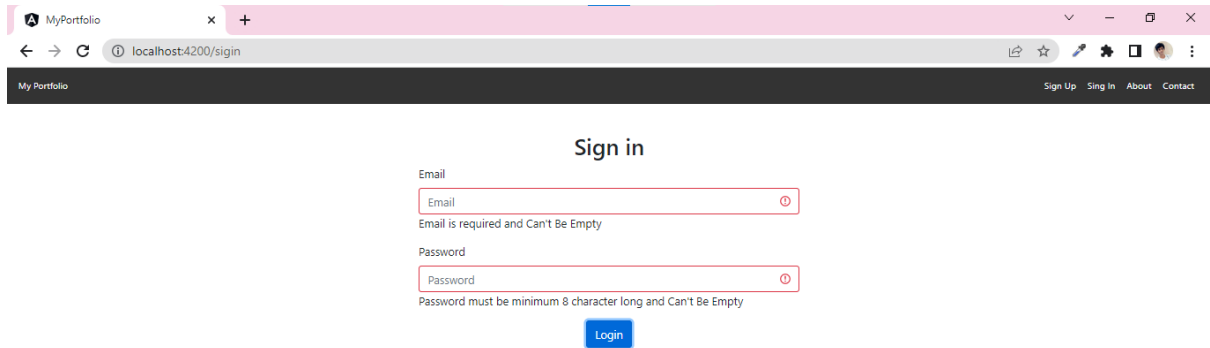 MyPortfolio
localhost:4200/sigin
My Portfolio Sign Up Sing In About Contact
Sign in
Email
Email
Email is required and Can't Be Empty
Password
Password
Password must be minimum 8 character long and Can't Be Empty
Login